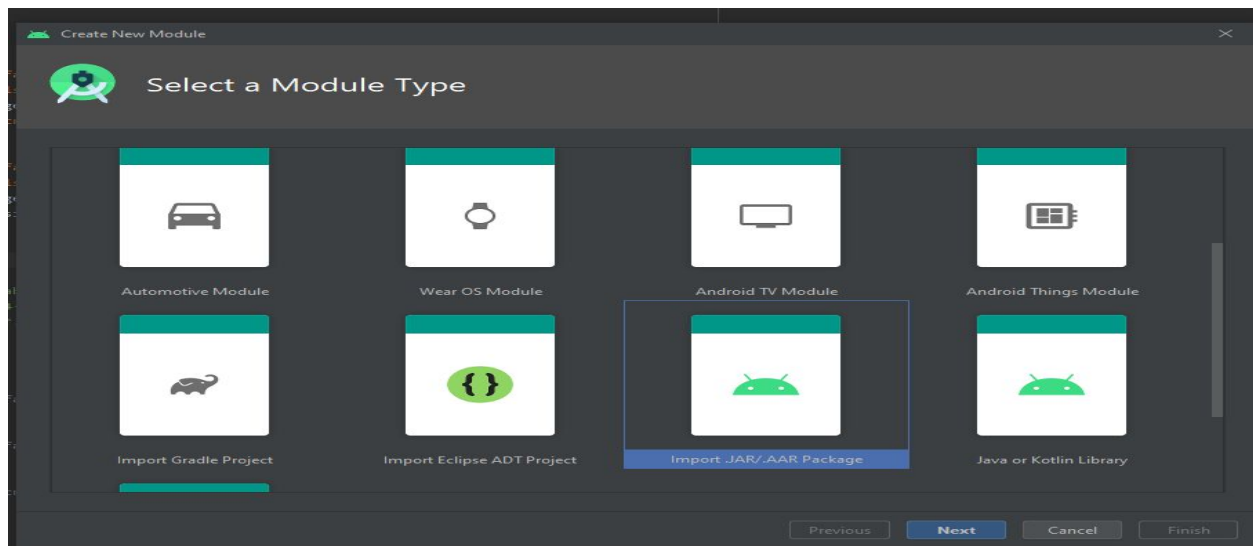 Create New Module
Select a Module Type
Automotive Module
Wear OS Module
Android TV Module
Android Things Module
Import Gradle Project
Import Eclipse ADT Project
Import .JAR/.AAR Package
Java or Kotlin Library
Previous
Next
Cancel
Finish